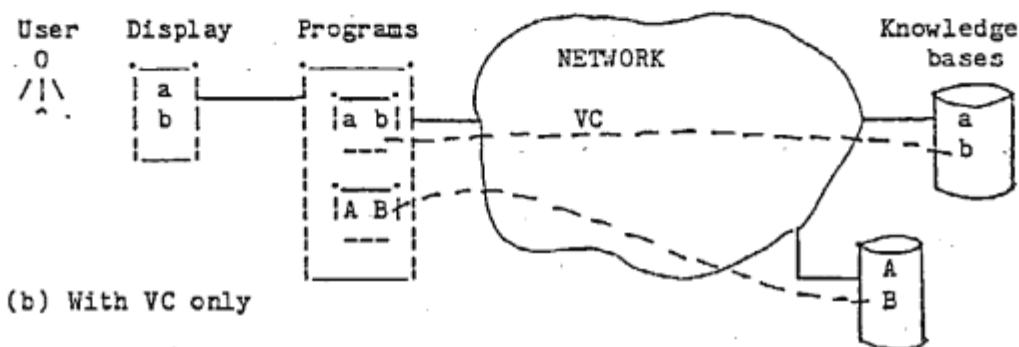 User Display Programs Knowledge
bases
NETWORK
a
b
a b
VC
a
b
A B
A
B
(b) With VC only